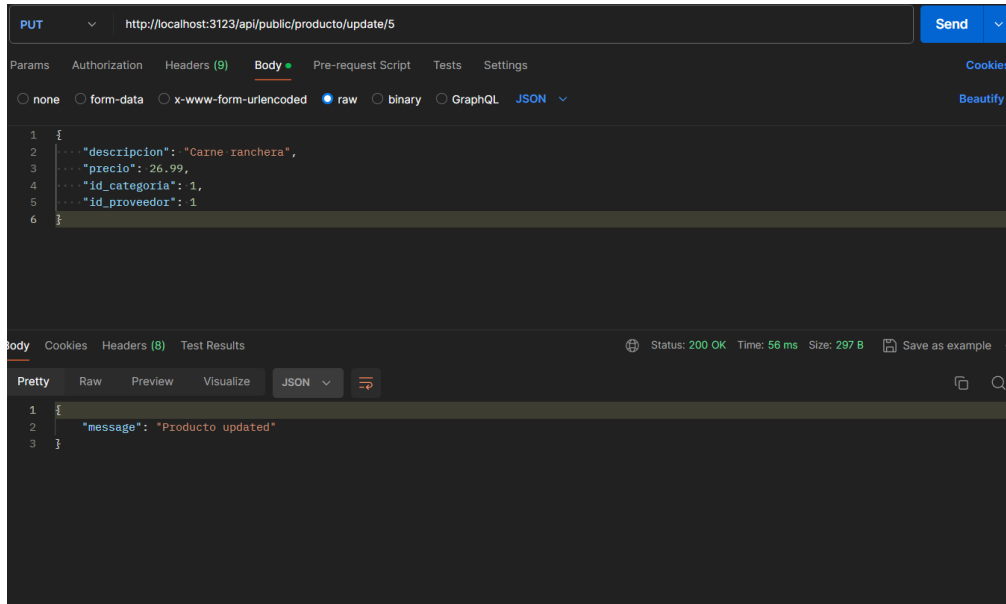 PUT http://localhost:3123/api/public/producto/update/5 Send
Params Authorization Headers (9) Body Pre-request Script Tests Settings Cookies
none form-data x-www-form-urlencoded raw binary GraphQL JSON Beautify
1 {
2 "descripcion": "Carne ranchera",
3 "precio": 26.99,
4 "id_categoria": 1,
5 "id_proveedor": 1
6 }
Body Cookies Headers (8) Test Results Status: 200 OK Time: 56 ms Size: 297 B Save as example
Pretty Raw Preview Visualize JSON
1 {
2 "message": "Producto updated"
3 }